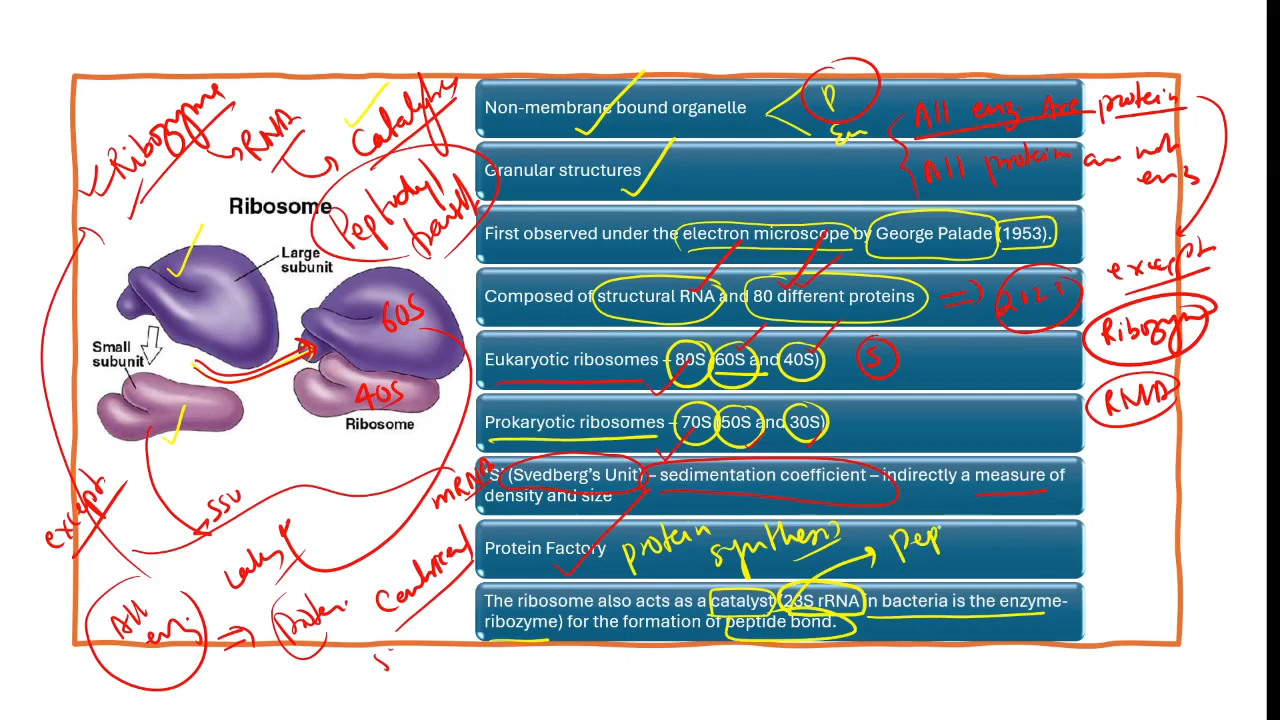 Ribozyme
RNA
Catalytic
Peptidyl
Ribosome
Large
subunit
Small
subunit
60S
40S
Ribosome
Non-membrane bound organelle
P
All enz. Are protein
All protein are not
enz
Granular structures
First observed under the electron microscope by George Palade (1953).
except
Ribozyme
RNA
Composed of structural RNA and 80 different proteins
Eukaryotic ribosomes – 80S (60S and 40S)
S
Prokaryotic ribosomes – 70S (50S and 30S)
'S' (Svedberg's Unit) – sedimentation coefficient – indirectly a measure of
density and size
mRNA
SSU
except
Protein Factory
protein
synthesis
Pep
The ribosome also acts as a catalyst (23S rRNA in bacteria is the enzyme-
ribozyme) for the formation of peptide bond.
All
enz.